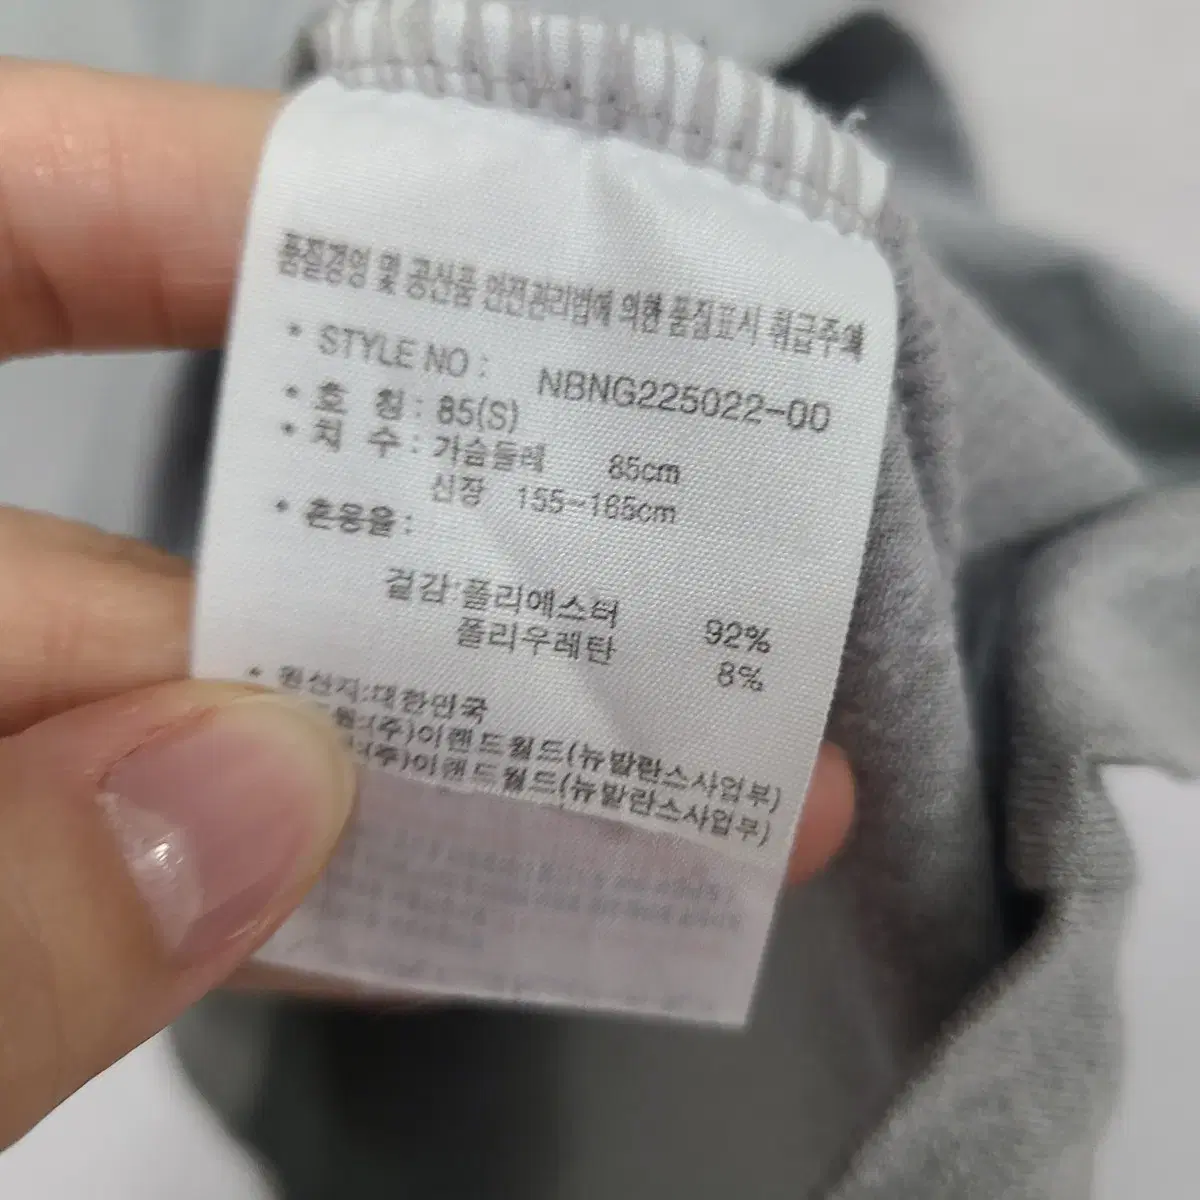 품질경영 및 공산품 안전관리법에 의한 품질표시 취급주의
* STYLE NO : NBNG225022-00
* 호 칭 : 85(S)
* 치 수 : 가슴둘레 85cm
신장 155~165cm
* 혼용율 :
겉감 폴리에스터 92%
폴리우레탄 8%
* 원산지:대한민국
원:(주)이랜드월드(뉴발란스사업부)
:(주)이랜드월드(뉴발란스사업부)